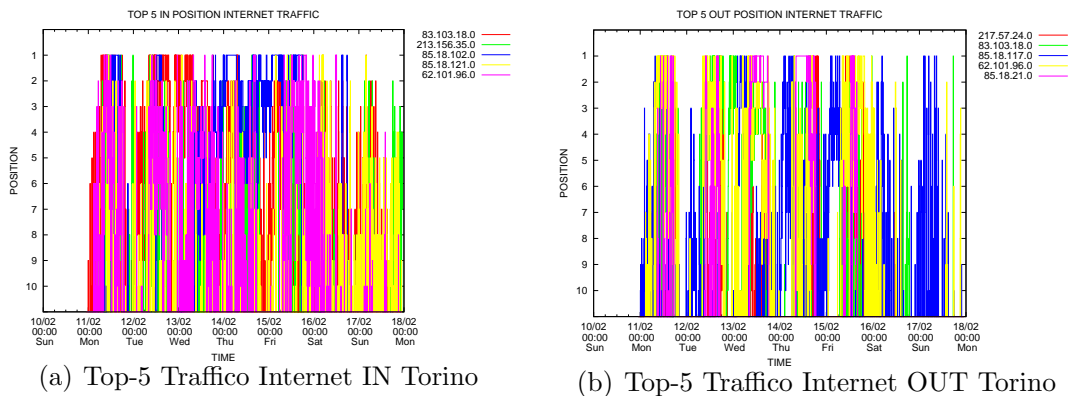 TOP 5 IN POSITION INTERNET TRAFFIC
83.103.18.0
213.156.35.0
85.18.102.0
85.18.121.0
62.101.96.0
POSITION
1
2
3
4
5
6
7
8
9
10
10/02 11/02 12/02 13/02 14/02 15/02 16/02 17/02 18/02
00:00 00:00 00:00 00:00 00:00 00:00 00:00 00:00 00:00
Sun Mon Tue Wed Thu Fri Sat Sun Mon
TIME
(a) Top-5 Traffico Internet IN Torino
TOP 5 OUT POSITION INTERNET TRAFFIC
217.57.24.0
83.103.18.0
85.18.117.0
62.101.96.0
85.18.21.0
POSITION
1
2
3
4
5
6
7
8
9
10
10/02 11/02 12/02 13/02 14/02 15/02 16/02 17/02 18/02
00:00 00:00 00:00 00:00 00:00 00:00 00:00 00:00 00:00
Sun Mon Tue Wed Thu Fri Sat Sun Mon
TIME
(b) Top-5 Traffico Internet OUT Torino